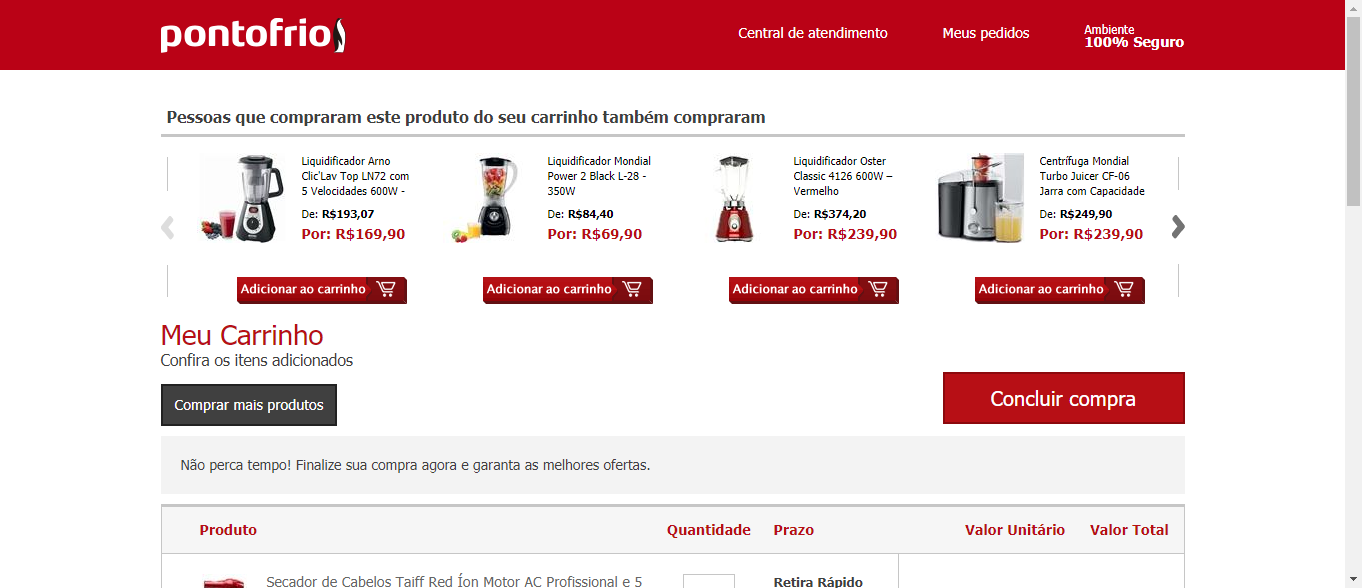 pontofrio
Central de atendimento
Meus pedidos
Ambiente
100% Seguro
Pessoas que compraram este produto do seu carrinho também compraram
Liquidificador Arno
Clic'Lav Top LN72 com
5 Velocidades 600W -
De: R$193,07
Por: R$169,90
Adicionar ao carrinho
Liquidificador Mondial
Power 2 Black L-28 -
350W
De: R$84,40
Por: R$69,90
Adicionar ao carrinho
Liquidificador Oster
Classic 4126 600W –
Vermelho
De: R$374,20
Por: R$239,90
Adicionar ao carrinho
Centrífuga Mondial
Turbo Juicer CF-06
Jarra com Capacidade
De: R$249,90
Por: R$239,90
Adicionar ao carrinho
Meu Carrinho
Confira os itens adicionados
Comprar mais produtos
Concluir compra
Não perca tempo! Finalize sua compra agora e garanta as melhores ofertas.
Produto
Quantidade
Prazo
Valor Unitário
Valor Total
Secador de Cabelos Taiff Red Íon Motor AC Profissional e 5
Retira Rápido